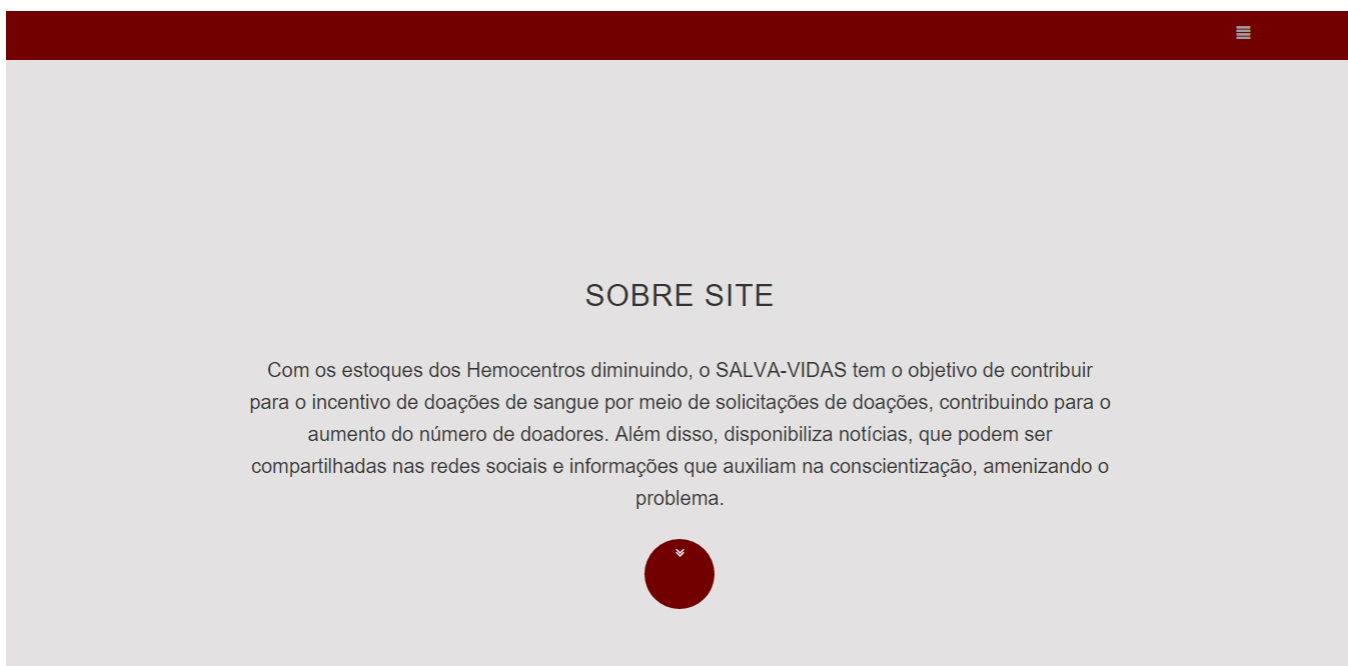 SOBRE SITE
Com os estoques dos Hemocentros diminuindo, o SALVA-VIDAS tem o objetivo de contribuir
para o incentivo de doações de sangue por meio de solicitações de doações, contribuindo para o
aumento do número de doadores. Além disso, disponibiliza notícias, que podem ser
compartilhadas nas redes sociais e informações que auxiliam na conscientização, amenizando o
problema.